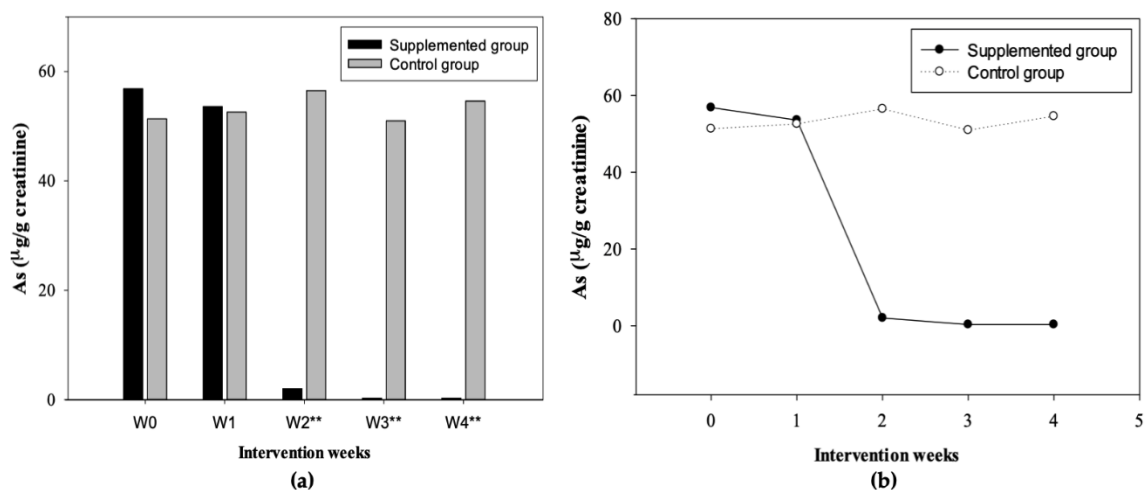 Supplemented group
Control group
60
40
20
0
As (µg/g creatinine)
W0 W1 W2** W3** W4**
Intervention weeks
(a)
80
Supplemented group
Control group
60
40
20
0
As (µg/g creatinine)
0 1 2 3 4 5
Intervention weeks
(b)